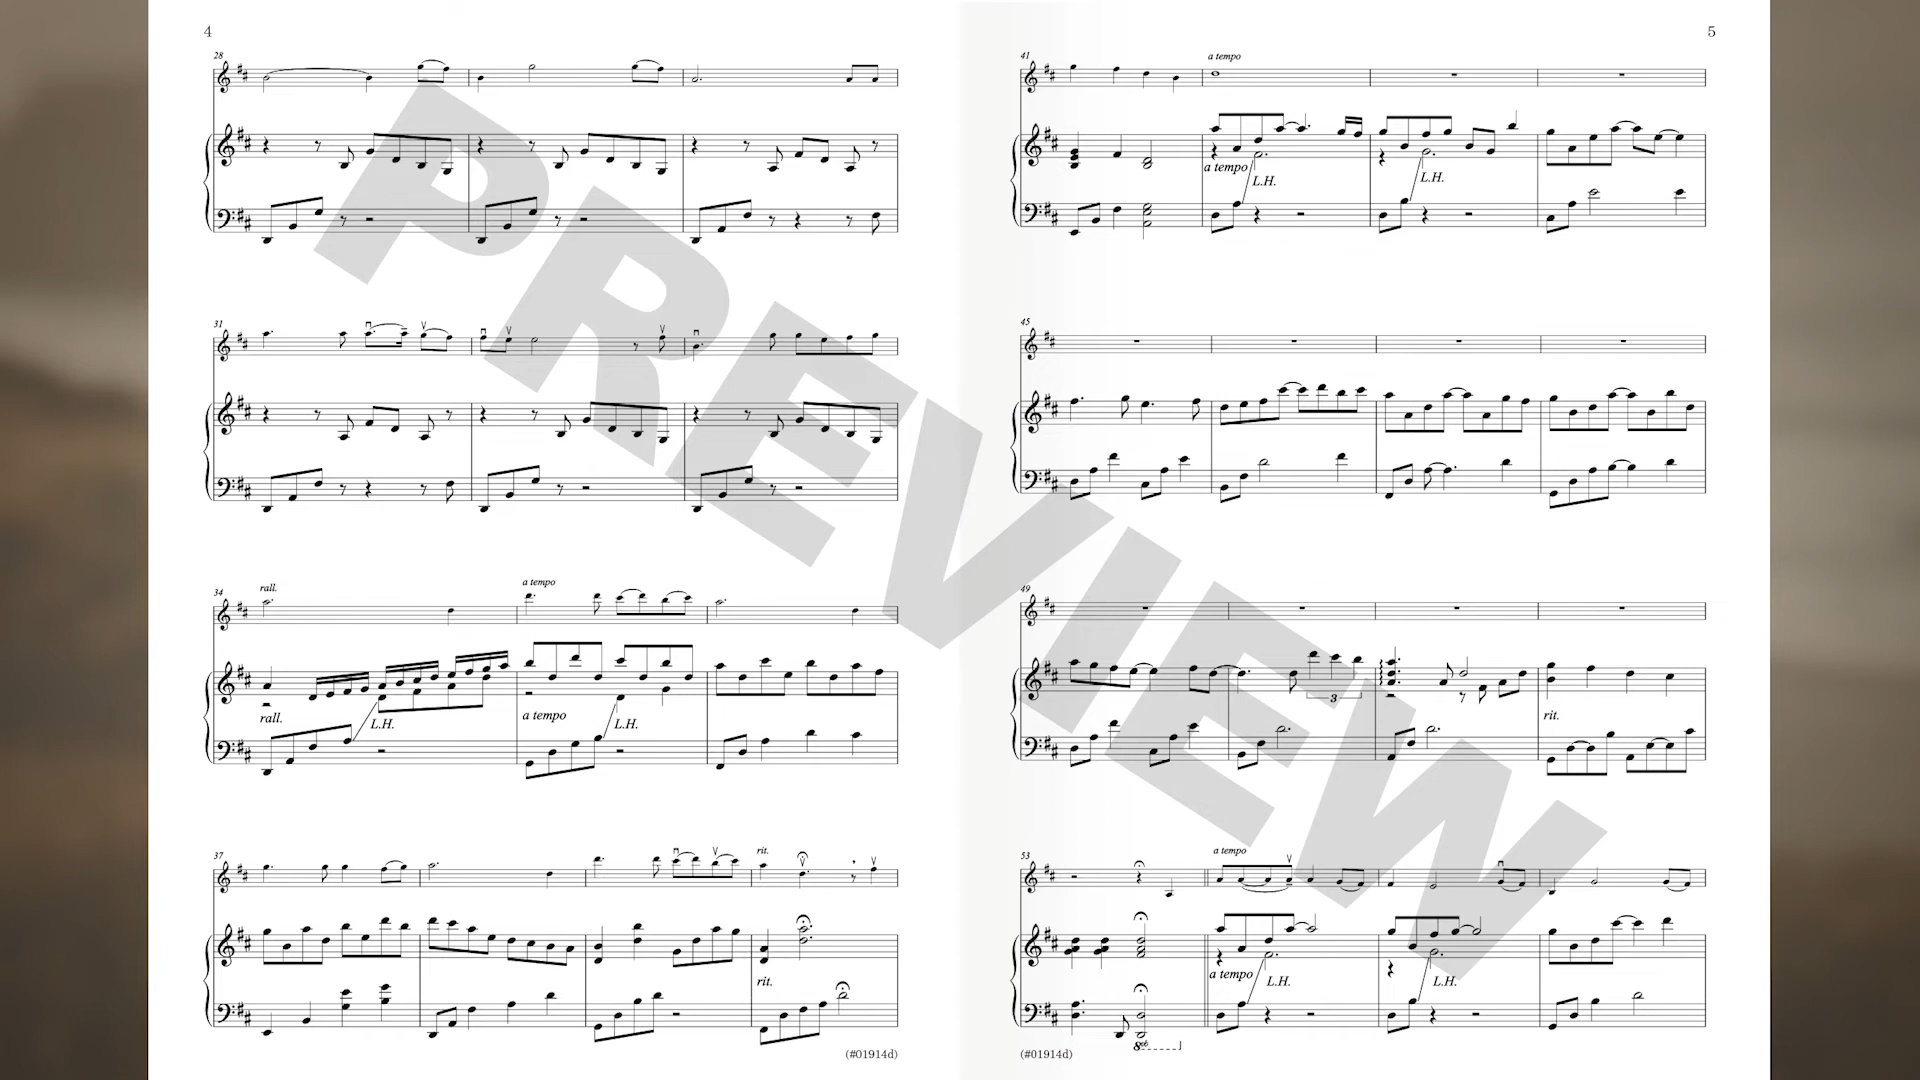 4
28
31
34
rall.
rall.
L.H.
a tempo
a tempo
L.H.
37
rit.
rit.
(#01914d)
5
41
a tempo
a tempo
L.H.
L.H.
45
49
3
rit.
53
a tempo
a tempo
L.H.
L.H.
8vb
(#01914d)
PREVIEW